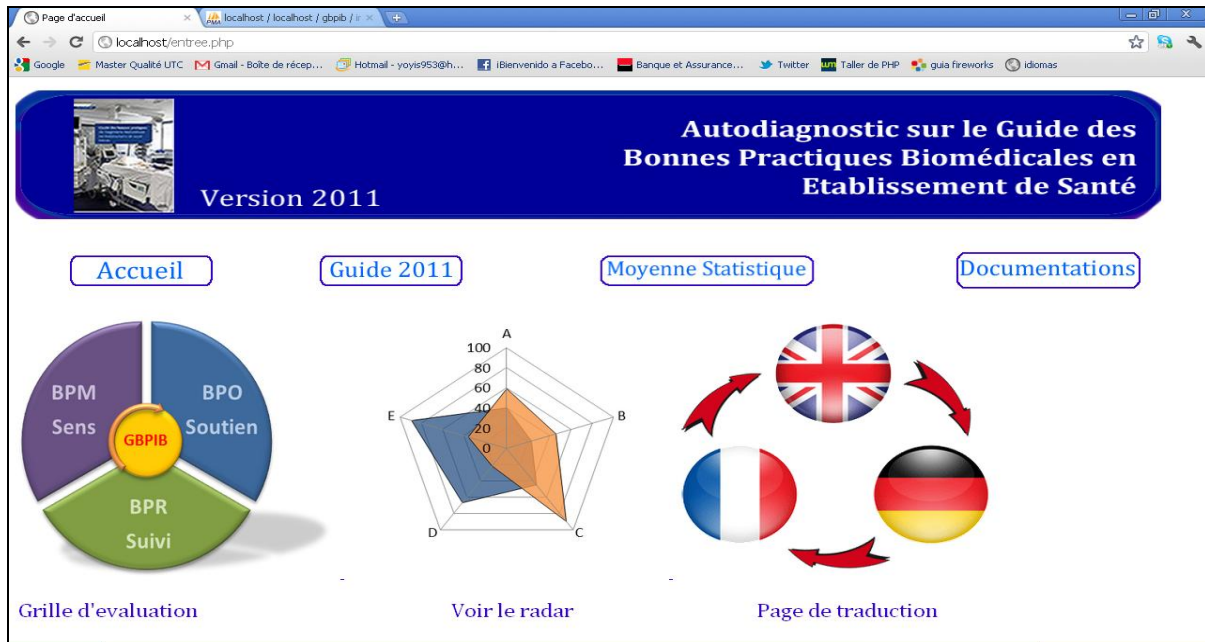 Page d'accueil
localhost / localhost / gbpib / ir
localhost/entree.php
Google
Master Qualité UTC
Gmail - Boîte de récep...
Hotmail - yoyis953@h...
¡Bienvenido a Facebo...
Banque et Assurance...
Twitter
Taller de PHP
guia fireworks
idiomas
Autodiagnostic sur le Guide des
Bonnes Practiques Biomédicales en
Etablissement de Santé
Version 2011
Accueil
Guide 2011
Moyenne Statistique
Documentations
BPM
Sens
BPO
Soutien
GBPIB
BPR
Suivi
A
100
80
60
40
20
0
B
C
D
E
Grille d'evaluation
Voir le radar
Page de traduction